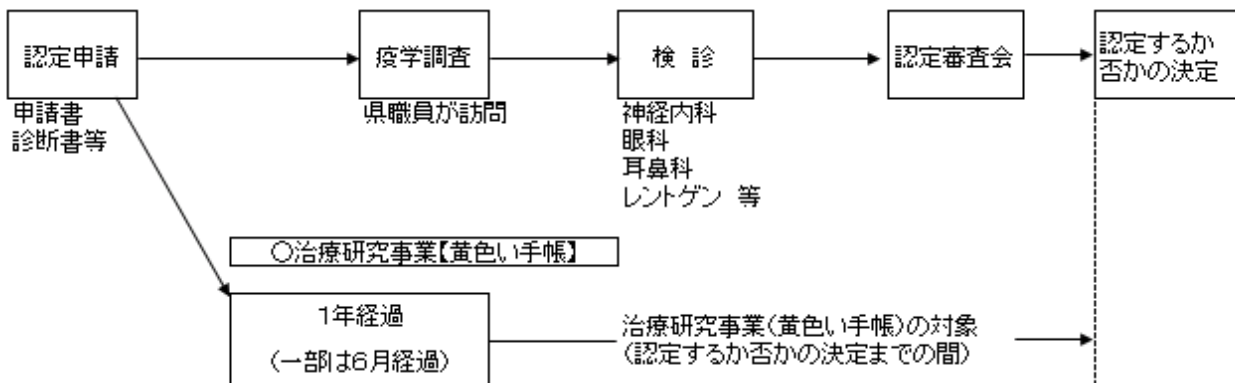 認定申請
申請書
診断書等
疫学調査
県職員が訪問
検 診
神経内科
眼科
耳鼻科
レントゲン 等
認定審査会
認定するか
否かの決定
○治療研究事業【黄色い手帳】
1年経過
(一部は6月経過)
治療研究事業(黄色い手帳)の対象
(認定するか否かの決定までの間)